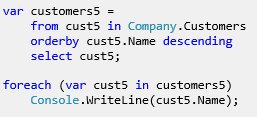 var customers5 =
    from cust5 in Company.Customers
    orderby cust5.Name descending
    select cust5;

foreach (var cust5 in customers5)
    Console.WriteLine(cust5.Name);